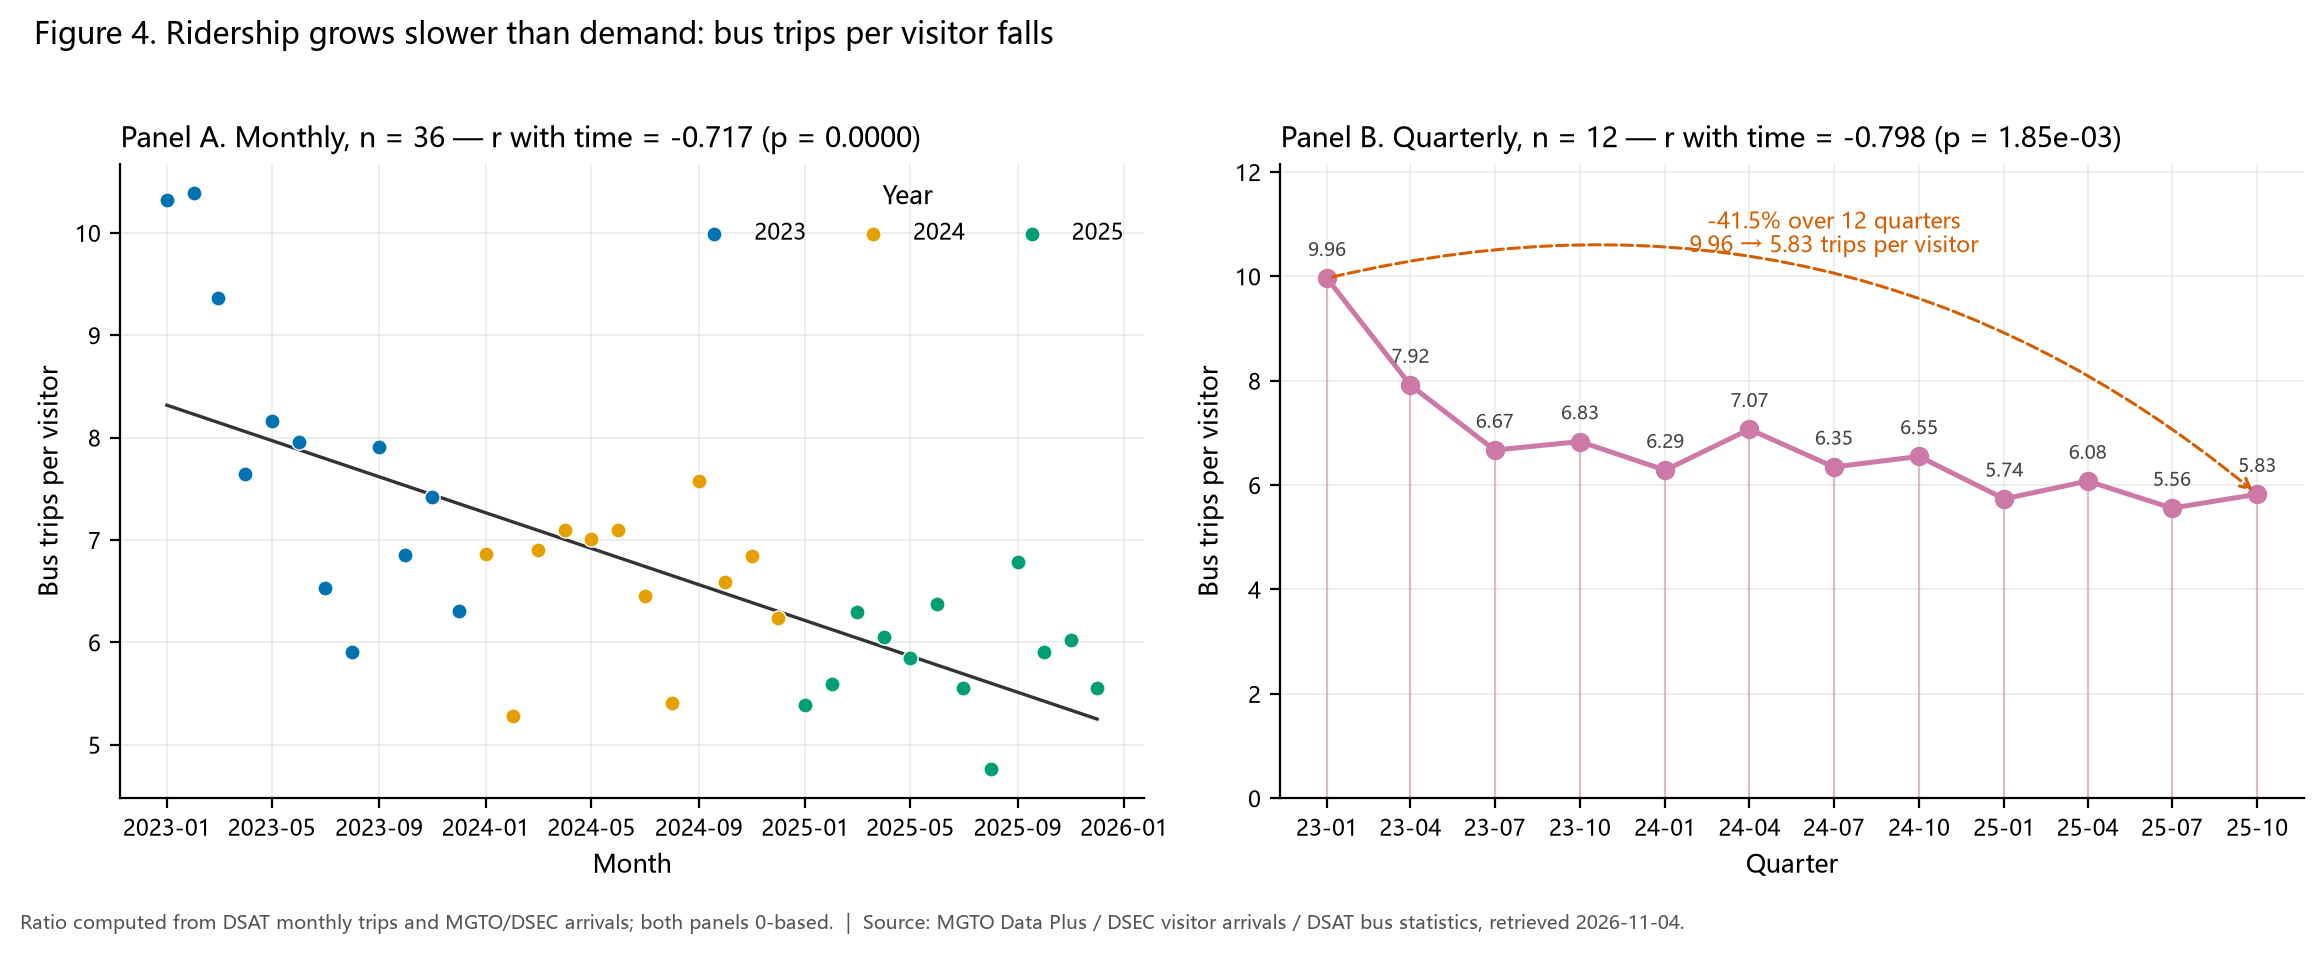 Figure 4. Ridership grows slower than demand: bus trips per visitor falls
Panel A. Monthly, n = 36 — r with time = -0.717 (p = 0.0000)
Year
2023 2024 2025
10
9
8
7
6
5
Bus trips per visitor
2023-01 2023-05 2023-09 2024-01 2024-05 2024-09 2025-01 2025-05 2025-09 2026-01
Month
Panel B. Quarterly, n = 12 — r with time = -0.798 (p = 1.85e-03)
12
10
8
6
4
2
0
Bus trips per visitor
-41.5% over 12 quarters
9.96 → 5.83 trips per visitor
9.96
7.92
6.67
6.83
6.29
7.07
6.35
6.55
5.74
6.08
5.56
5.83
23-01 23-04 23-07 23-10 24-01 24-04 24-07 24-10 25-01 25-04 25-07 25-10
Quarter
Ratio computed from DSAT monthly trips and MGTO/DSEC arrivals; both panels 0-based. | Source: MGTO Data Plus / DSEC visitor arrivals / DSAT bus statistics, retrieved 2026-11-04.